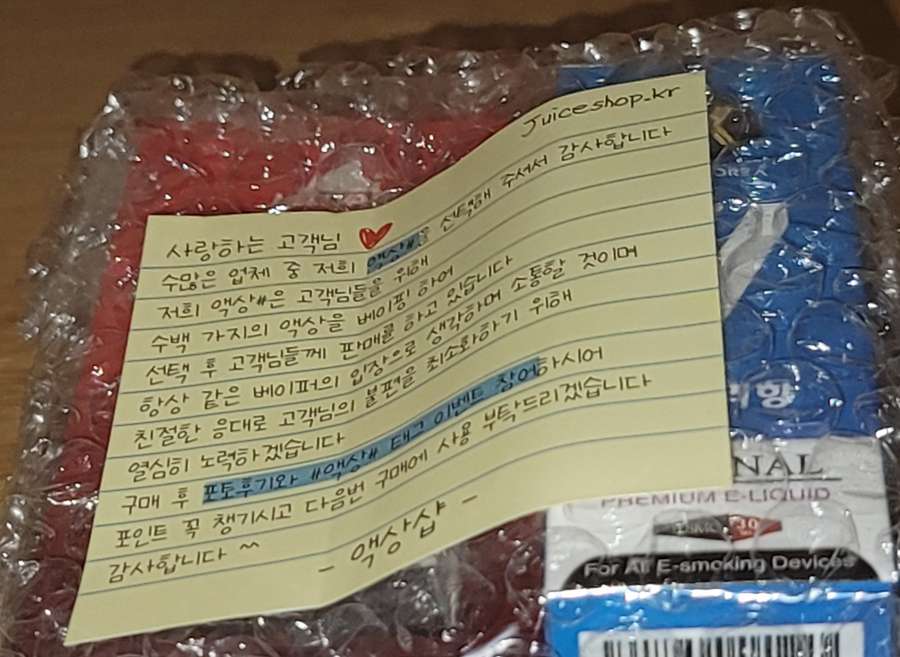 Juiceshop.kr
사랑하는 고객님
수많은 업체 중 저희 액상#을 선택해 주셔서 감사합니다
저희 액상#은 고객님들을 위해
수백 가지의 액상을 베이핑 하여
선택 후 고객님들께 판매를 하고 있습니다
항상 같은 베이퍼의 입장으로 생각하며 소통할 것이며
친절한 응대로 고객님의 불편을 최소화하기 위해
열심히 노력하겠습니다
구매 후 포토후기와 #액상# 태그 이벤트 참여하시어
포인트 꼭 챙기시고 다음번 구매에 사용 부탁드리겠습니다
감사합니다 ~
- 액상샵 -
NAL
PREMIUM E-LIQUID
For All E-smoking Devices